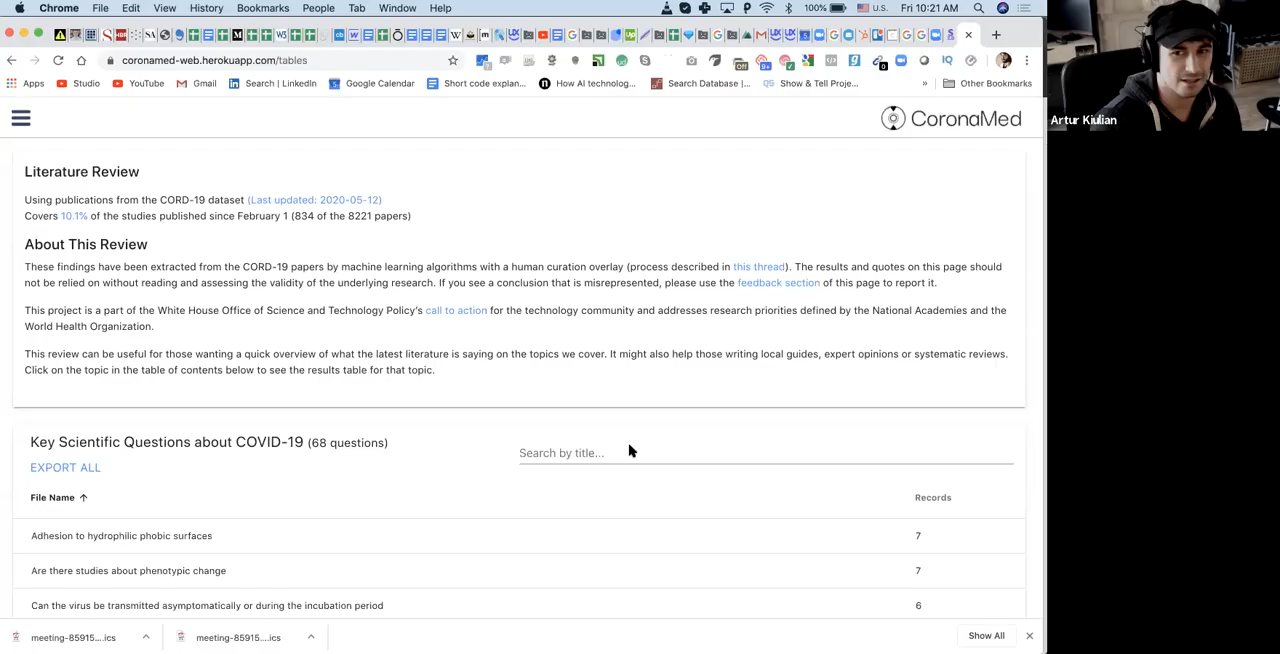 Chrome File Edit View History Bookmarks People Tab Window Help 100% U.S. Fri 10:21 AM
coronamed-web.herokuapp.com/tables
Apps Studio YouTube Gmail Search | LinkedIn Google Calendar Short code explan... How AI technolog... Search Database |... Show & Tell Proje... » Other Bookmarks
CoronaMed
Artur Kiulian
Literature Review
Using publications from the CORD-19 dataset (Last updated: 2020-05-12)
Covers 10.1% of the studies published since February 1 (834 of the 8221 papers)
About This Review
These findings have been extracted from the CORD-19 papers by machine learning algorithms with a human curation overlay (process described in this thread). The results and quotes on this page should
not be relied on without reading and assessing the validity of the underlying research. If you see a conclusion that is misrepresented, please use the feedback section of this page to report it.
This project is a part of the White House Office of Science and Technology Policy's call to action for the technology community and addresses research priorities defined by the National Academies and the
World Health Organization.
This review can be useful for those wanting a quick overview of what the latest literature is saying on the topics we cover. It might also help those writing local guides, expert opinions or systematic reviews.
Click on the topic in the table of contents below to see the results table for that topic.
Key Scientific Questions about COVID-19 (68 questions)
Search by title...
EXPORT ALL
File Name Records
Adhesion to hydrophilic phobic surfaces 7
Are there studies about phenotypic change 7
Can the virus be transmitted asymptomatically or during the incubation period 6
meeting-85915....ics meeting-85915....ics Show All